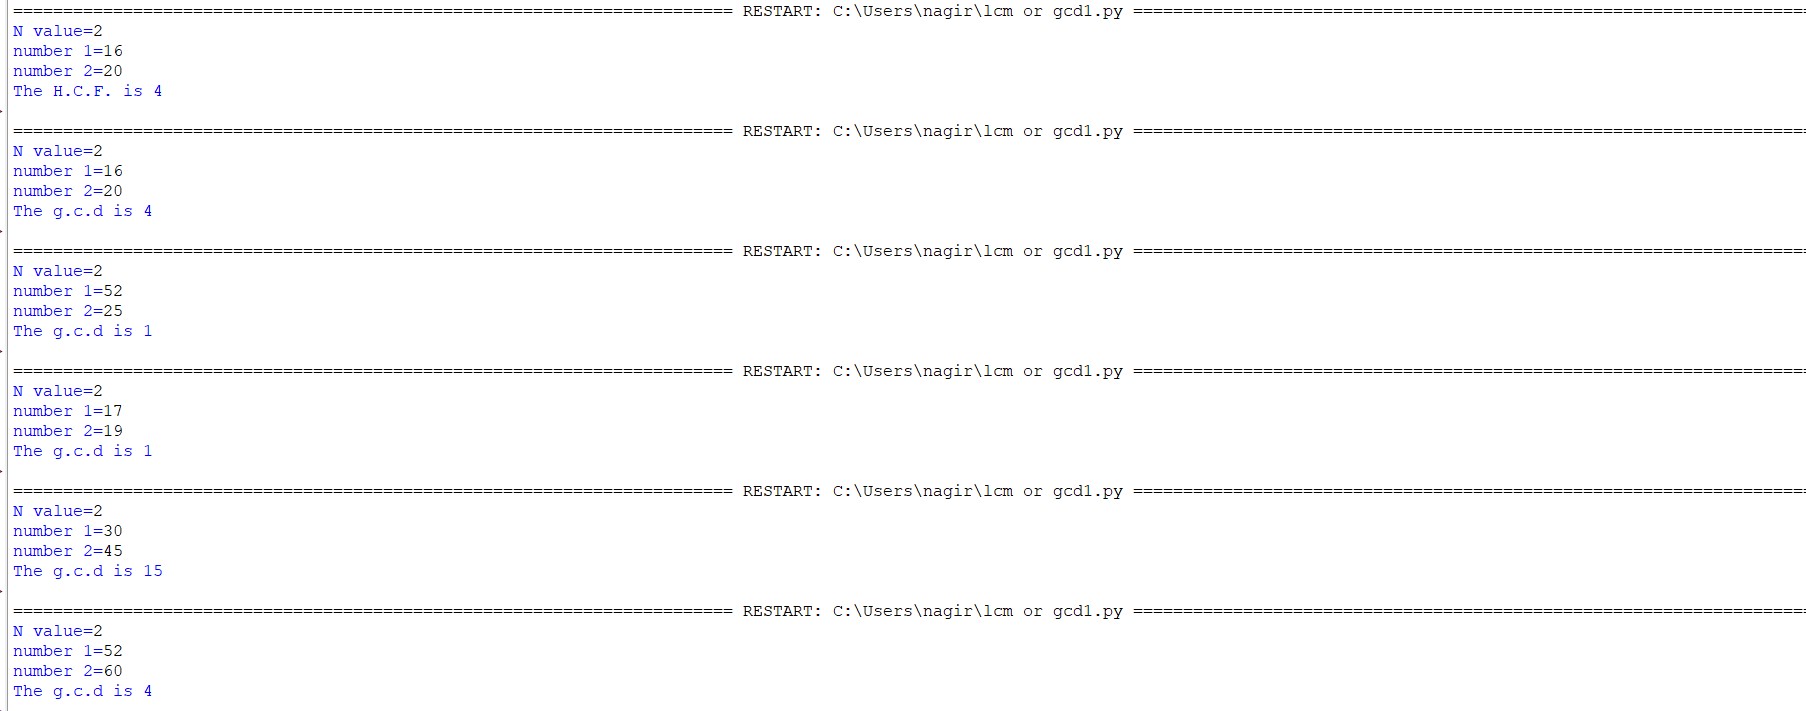 ======================================================================== RESTART: C:\Users\nagir\lcm or gcd1.py ====================================================================
N value=2
number 1=16
number 2=20
The H.C.F. is 4
======================================================================== RESTART: C:\Users\nagir\lcm or gcd1.py ====================================================================
N value=2
number 1=16
number 2=20
The g.c.d is 4
======================================================================== RESTART: C:\Users\nagir\lcm or gcd1.py ====================================================================
N value=2
number 1=52
number 2=25
The g.c.d is 1
======================================================================== RESTART: C:\Users\nagir\lcm or gcd1.py ====================================================================
N value=2
number 1=17
number 2=19
The g.c.d is 1
======================================================================== RESTART: C:\Users\nagir\lcm or gcd1.py ====================================================================
N value=2
number 1=30
number 2=45
The g.c.d is 15
======================================================================== RESTART: C:\Users\nagir\lcm or gcd1.py ====================================================================
N value=2
number 1=52
number 2=60
The g.c.d is 4